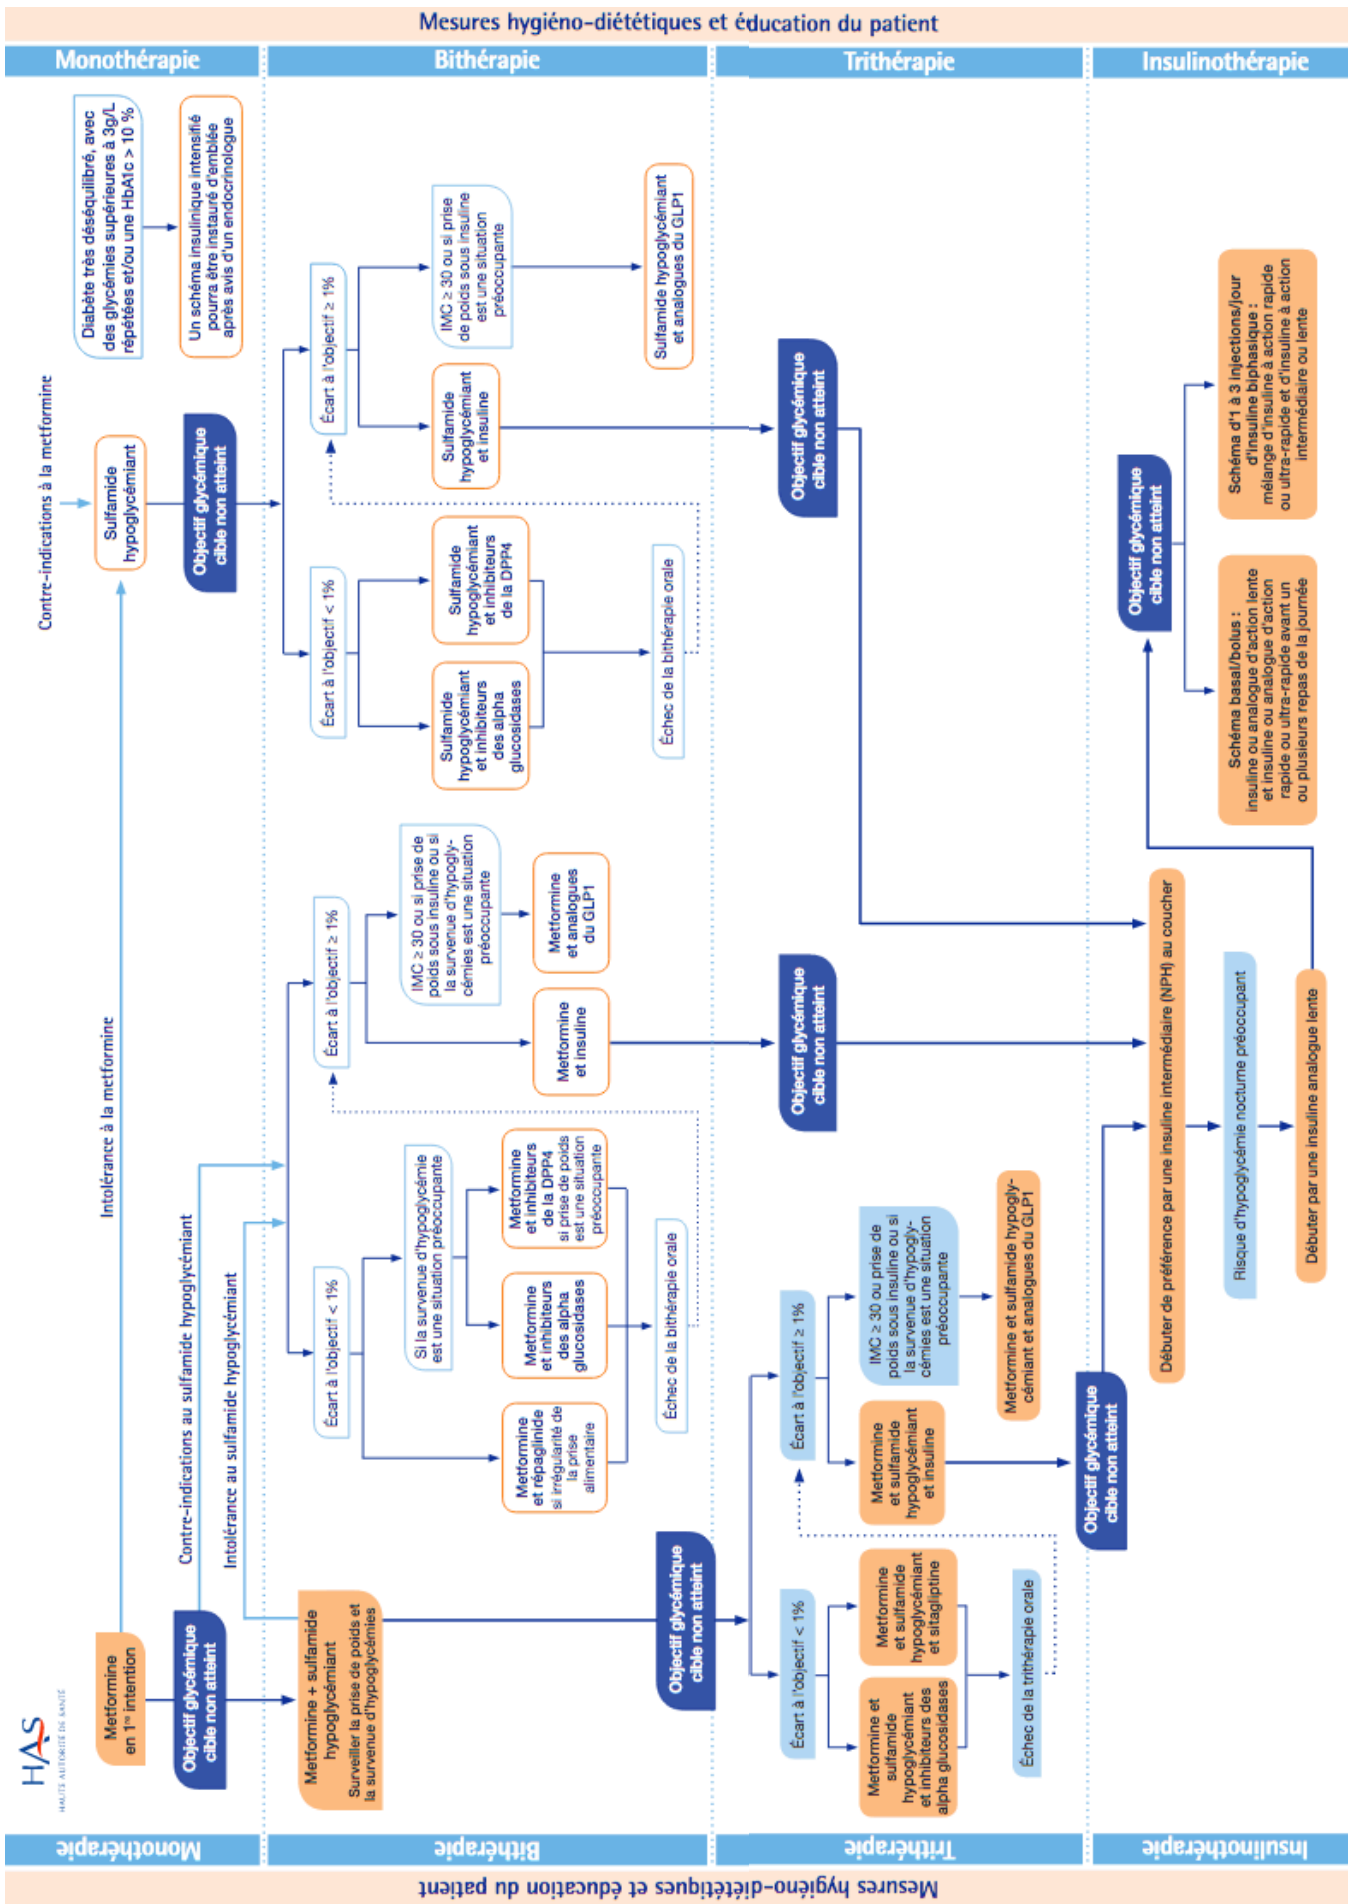 Mesures hygiéno-diététiques et éducation du patient
Monothérapie
Bithérapie
Trithérapie
Insulinothérapie
HAS
HAUTE AUTORITÉ DE SANTÉ
Metformine
en 1re intention
Intolérance à la metformine
Contre-indications à la metformine
Sulfamide
hypoglycémiant
Diabète très déséquilibré, avec
des glycémies supérieures à 3g/L
répétées et/ou une HbA1c > 10 %
Un schéma insulinique intensifié
pourra être instauré d'emblée
après avis d'un endocrinologue
Objectif glycémique
cible non atteint
Contre-indications au sulfamide hypoglycémiant
Intolérance au sulfamide hypoglycémiant
Objectif glycémique
cible non atteint
Metformine + sulfamide
hypoglycémiant
Surveiller la prise de poids et
la survenue d'hypoglycémies
Écart à l'objectif < 1%
Si la survenue d'hypoglycémie
est une situation préoccupante
Metformine
et répaglinide
si irrégularité de
la prise
alimentaire
Metformine
et inhibiteurs
des alpha
glucosidases
Metformine
et inhibiteurs
de la DPP4
si prise de poids
est une situation
préoccupante
Échec de la bithérapie orale
Écart à l'objectif ≥ 1%
IMC ≥ 30 ou si prise de
poids sous insuline ou si
la survenue d'hypogly-
cémies est une situation
préoccupante
Metformine
et insuline
Metformine
et analogues
du GLP1
Écart à l'objectif < 1%
Sulfamide
hypoglycémiant
et inhibiteurs
des alpha
glucosidases
Sulfamide
hypoglycémiant
et inhibiteurs
de la DPP4
Échec de la bithérapie orale
Écart à l'objectif ≥ 1%
Sulfamide
hypoglycémiant
et insuline
IMC ≥ 30 ou si prise
de poids sous insuline
est une situation
préoccupante
Sulfamide hypoglycémiant
et analogues du GLP1
Objectif glycémique
cible non atteint
Écart à l'objectif < 1%
Metformine et
sulfamide
hypoglycémiant
et inhibiteurs des
alpha glucosidases
Metformine
et sulfamide
hypoglycémiant
et sitagliptine
Échec de la trithérapie orale
Écart à l'objectif ≥ 1%
Metformine
et sulfamide
hypoglycémiant
et insuline
IMC ≥ 30 ou prise de
poids sous insuline ou si
la survenue d'hypogly-
cémies est une situation
préoccupante
Metformine et sulfamide hypogly-
cémiant et analogues du GLP1
Objectif glycémique
cible non atteint
Objectif glycémique
cible non atteint
Objectif glycémique
cible non atteint
Débuter de préférence par une insuline intermédiaire (NPH) au coucher
Risque d'hypoglycémie nocturne préoccupant
Débuter par une insuline analogue lente
Objectif glycémique
cible non atteint
Schéma basal/bolus :
insuline ou analogue d'action lente
et insuline ou analogue d'action
rapide ou ultra-rapide avant un
ou plusieurs repas de la journée
Schéma d'1 à 3 injections/jour
d'insuline biphasique :
mélange d'insuline à action rapide
ou ultra-rapide et d'insuline à action
intermédiaire ou lente
Monothérapie
Bithérapie
Trithérapie
Insulinothérapie
Mesures hygiéno-diététiques et éducation du patient